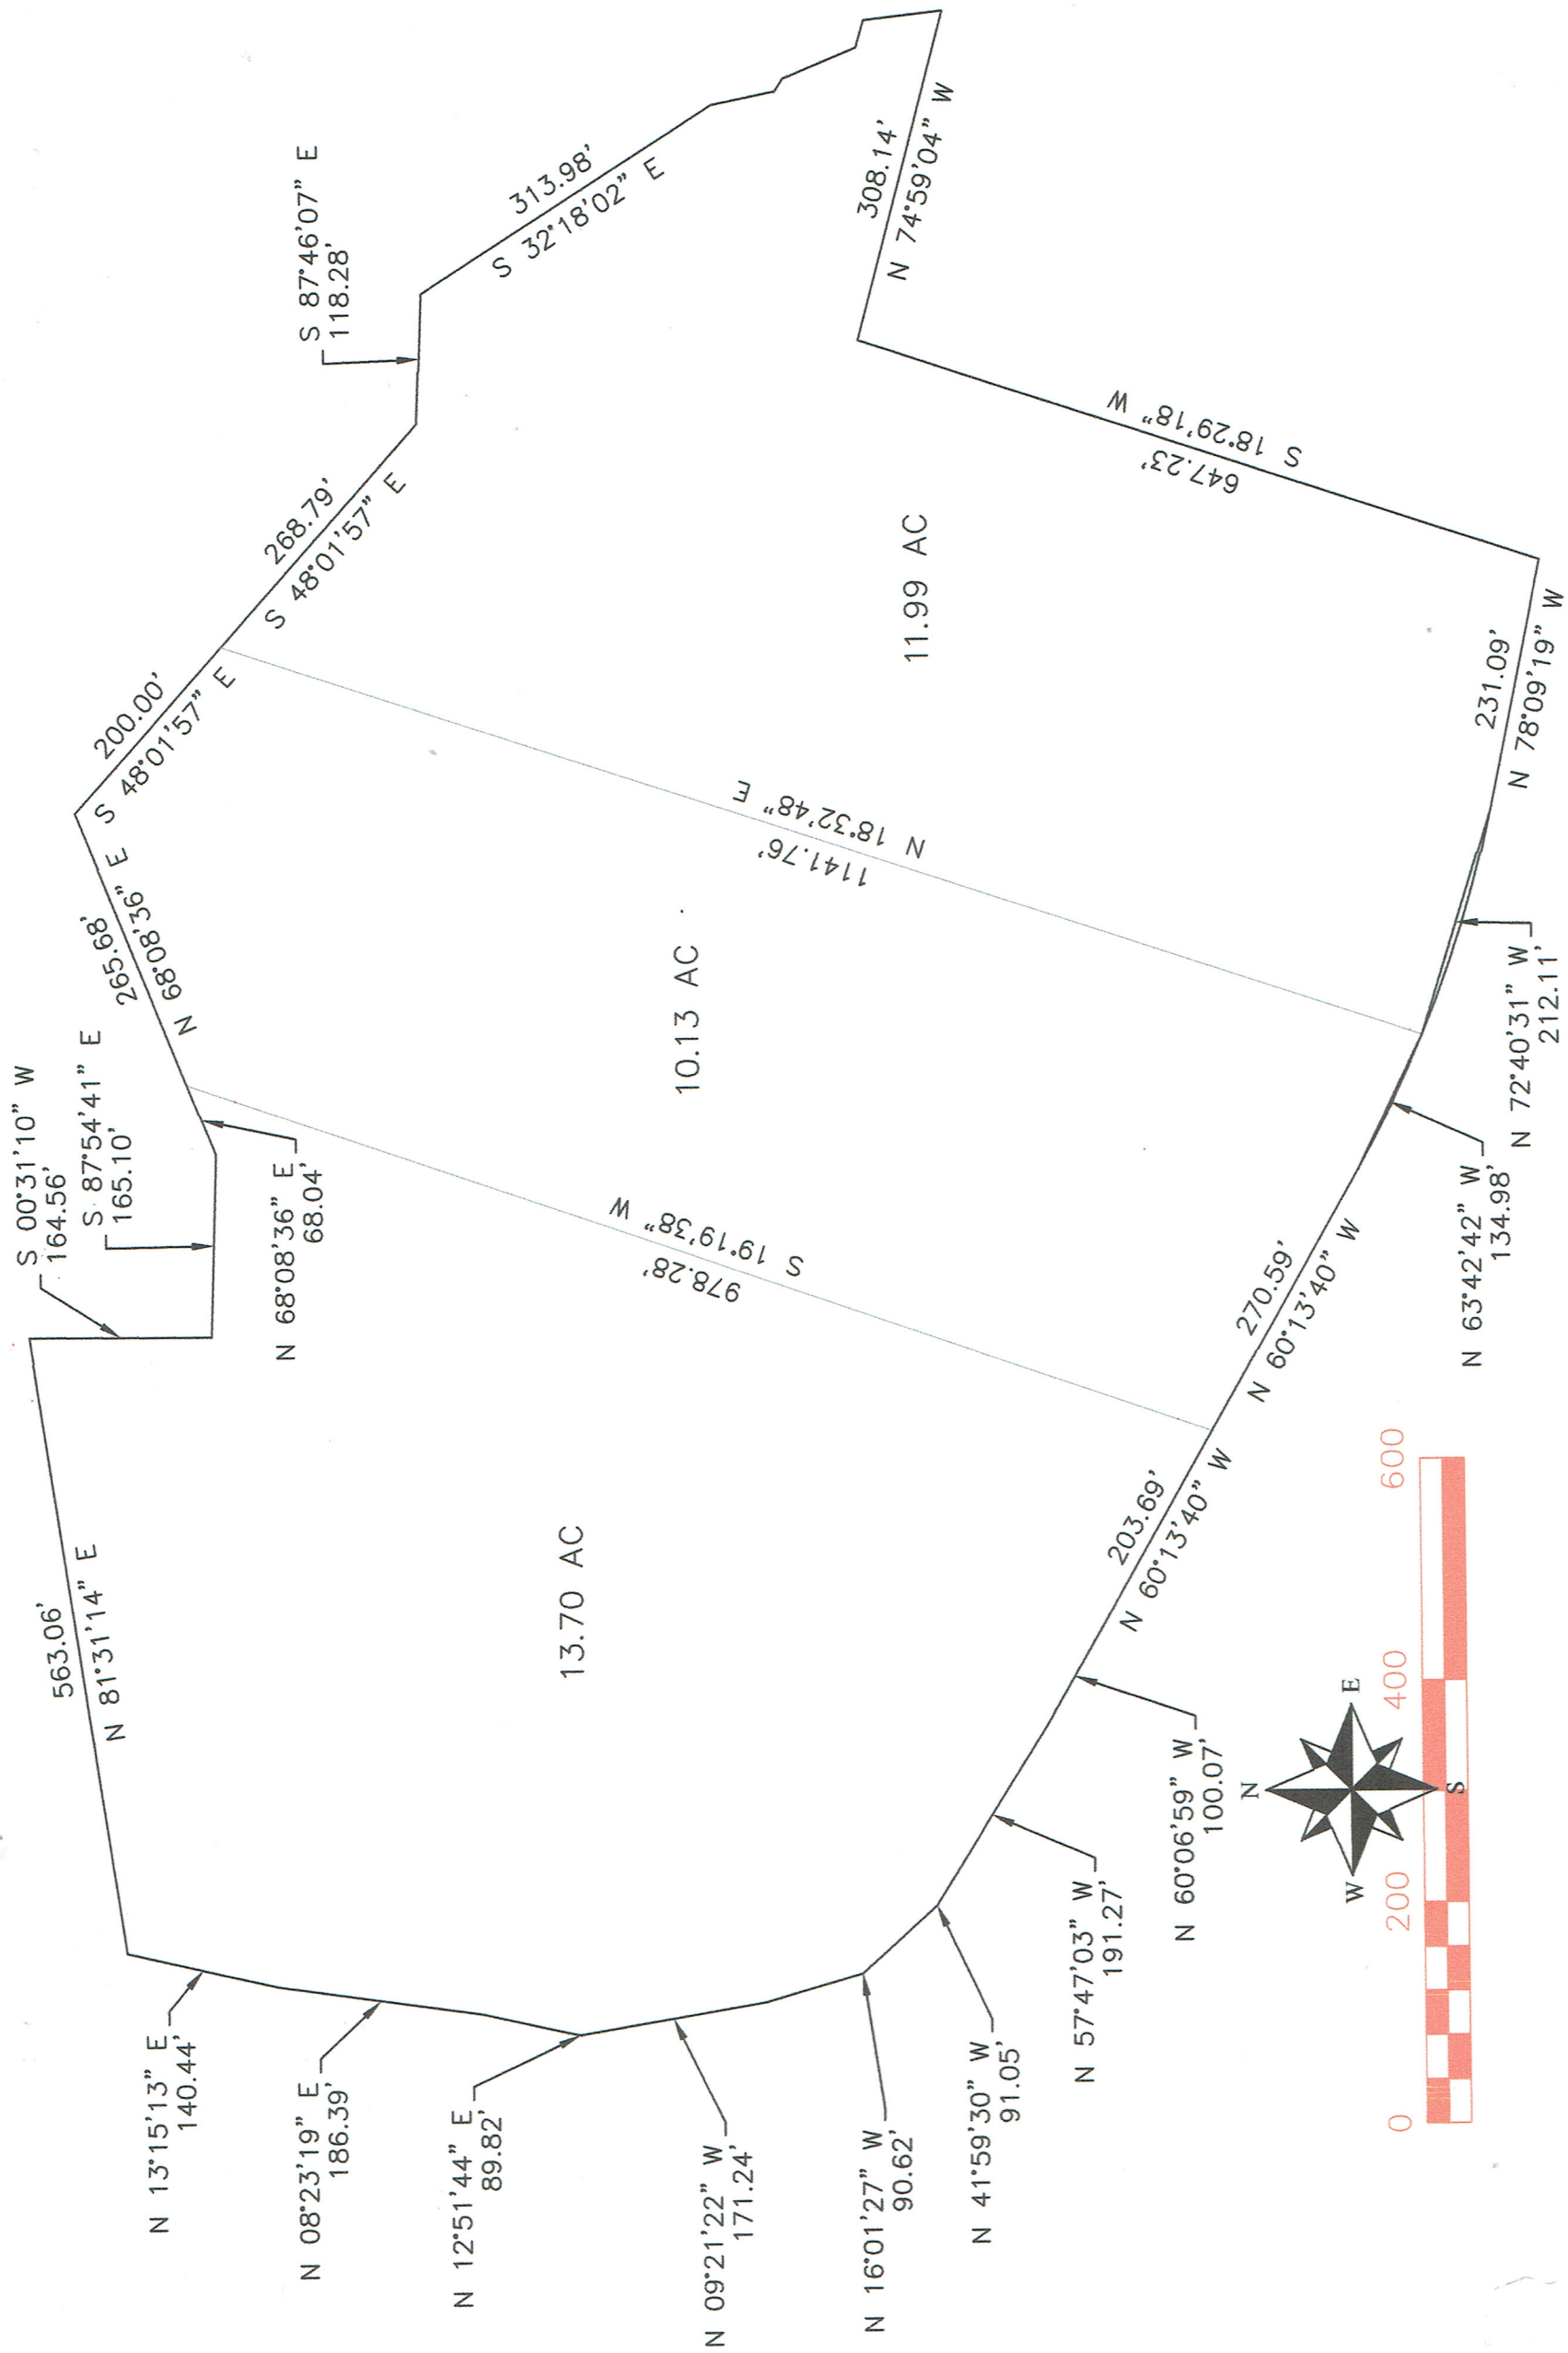 S 00°31'10" W
164.56'
S 87°54'41" E
165.10'
563.06'
N 81°31'14" E
265.68'
N 68°08'36" E
200.00'
S 48°01'57" E
268.79'
S 48°01'57" E
S 87°46'07" E
118.28'
313.98'
S 32°18'02" E
308.14'
N 74°59'04" W
N 68°08'36" E
68.04'
N 13°15'13" E
140.44'
N 08°23'19" E
186.39'
N 12°51'44" E
89.82'
N 09°21'22" W
171.24'
N 16°01'27" W
90.62'
N 41°59'30" W
91.05'
N 57°47'03" W
191.27'
N 60°06'59" W
100.07'
13.70 AC
S 19°19'38" W
978.28'
10.13 AC
N 18°32'48" E
1141.76'
11.99 AC
S 18°29'18" W
647.23'
203.69'
N 60°13'40" W
270.59'
N 60°13'40" W
N 63°42'42" W
134.98'
N 72°40'31" W
212.11'
231.09'
N 78°09'19" W
N
W
E
S
0
200
400
600